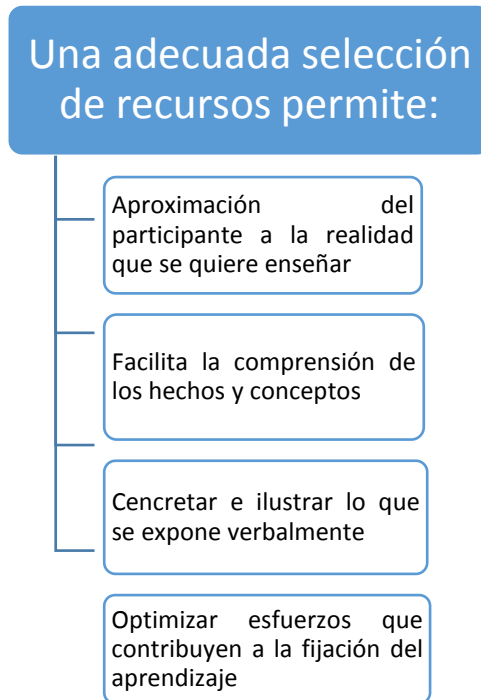 Una adecuada selección
de recursos permite:
Aproximación del
participante a la realidad
que se quiere enseñar
Facilita la comprensión de
los hechos y conceptos
Cencretar e ilustrar lo que
se expone verbalmente
Optimizar esfuerzos que
contribuyen a la fijación del
aprendizaje